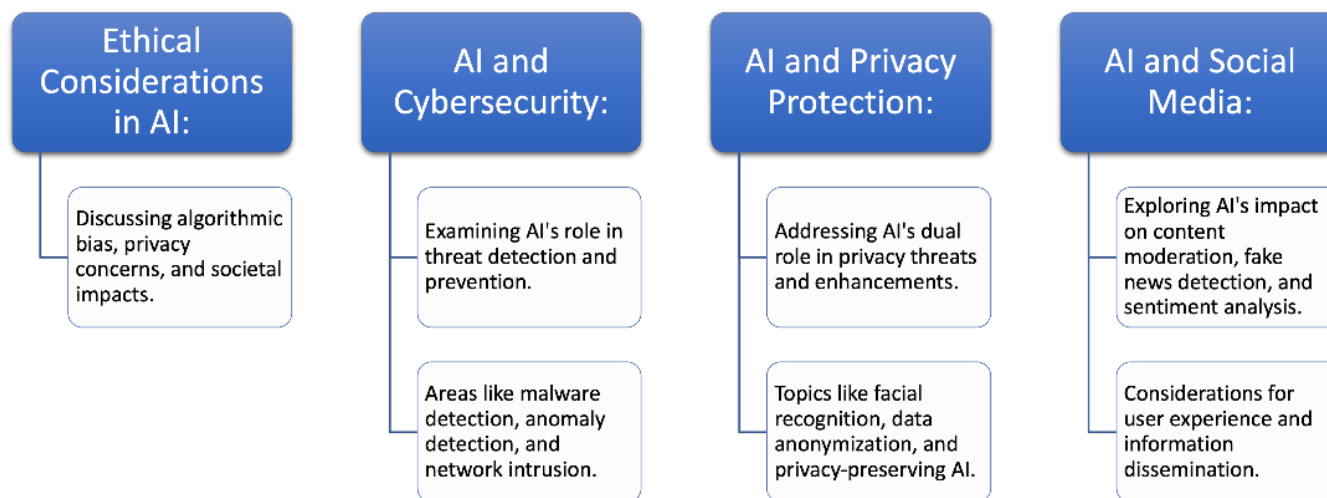 Ethical
Considerations
in AI:
Discussing algorithmic
bias, privacy
concerns, and societal
impacts.
AI and
Cybersecurity:
Examining AI's role in
threat detection and
prevention.
Areas like malware
detection, anomaly
detection, and
network intrusion.
AI and Privacy
Protection:
Addressing AI's dual
role in privacy threats
and enhancements.
Topics like facial
recognition, data
anonymization, and
privacy-preserving AI.
AI and Social
Media:
Exploring AI's impact
on content
moderation, fake
news detection, and
sentiment analysis.
Considerations for
user experience and
information
dissemination.